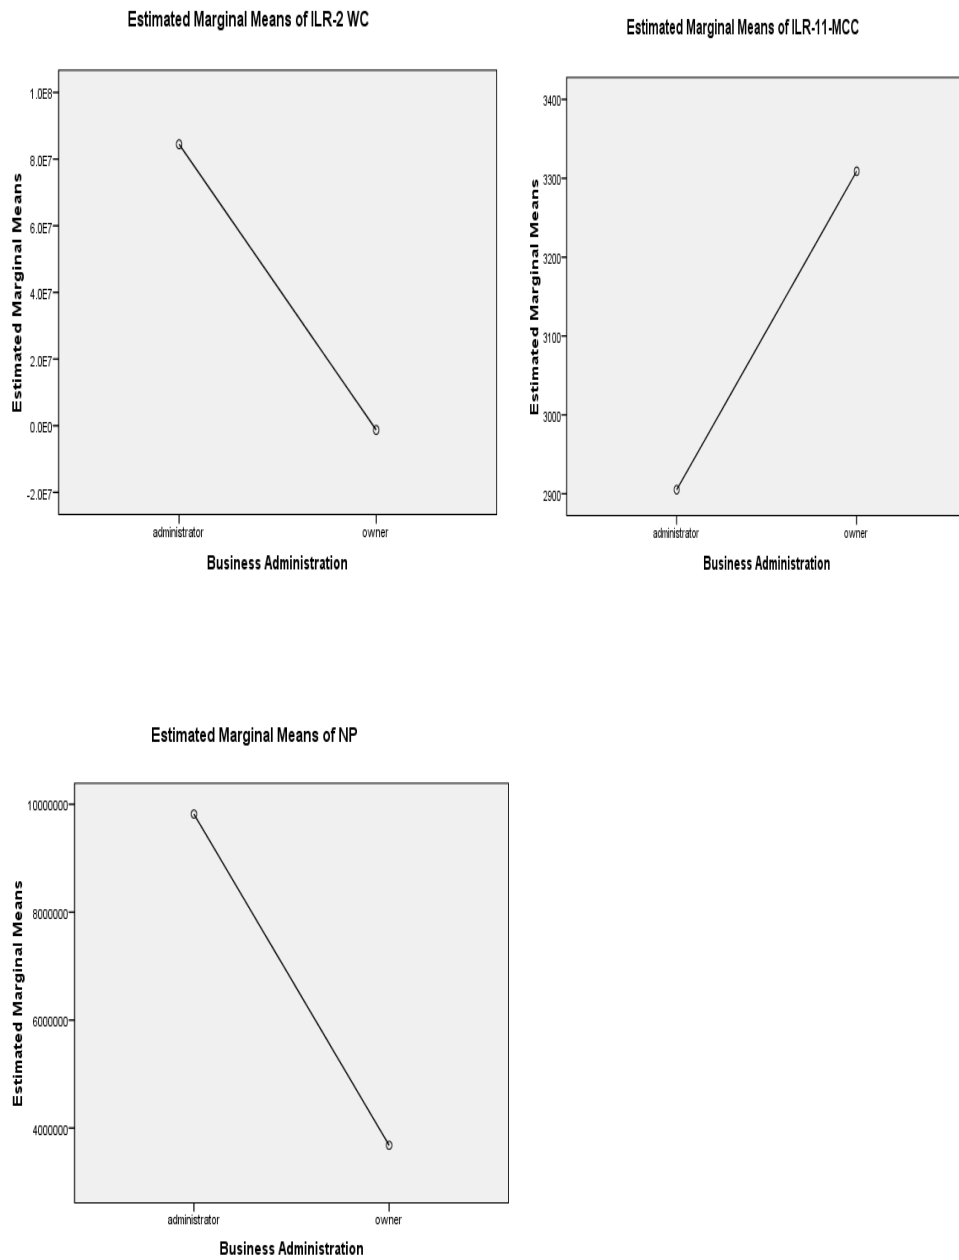 Estimated Marginal Means of ILR-2 WC
Estimated Marginal Means
1.0E8
8.0E7
6.0E7
4.0E7
2.0E7
0.0E0
-2.0E7
administrator owner
Business Administration
Estimated Marginal Means of ILR-11-MCC
Estimated Marginal Means
3400
3300
3200
3100
3000
2900
administrator owner
Business Administration
Estimated Marginal Means of NP
Estimated Marginal Means
10000000
8000000
6000000
4000000
administrator owner
Business Administration